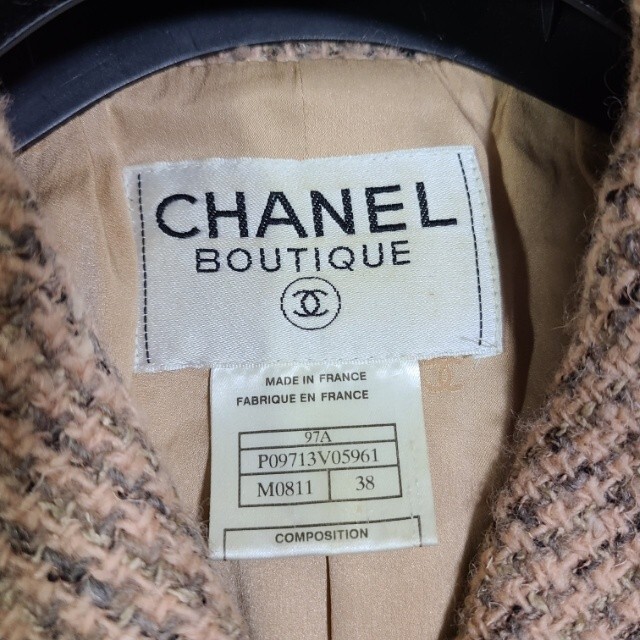 CHANEL
BOUTIQUE
MADE IN FRANCE
FABRIQUE EN FRANCE
97A
P09713V05961
M0811 38
COMPOSITION